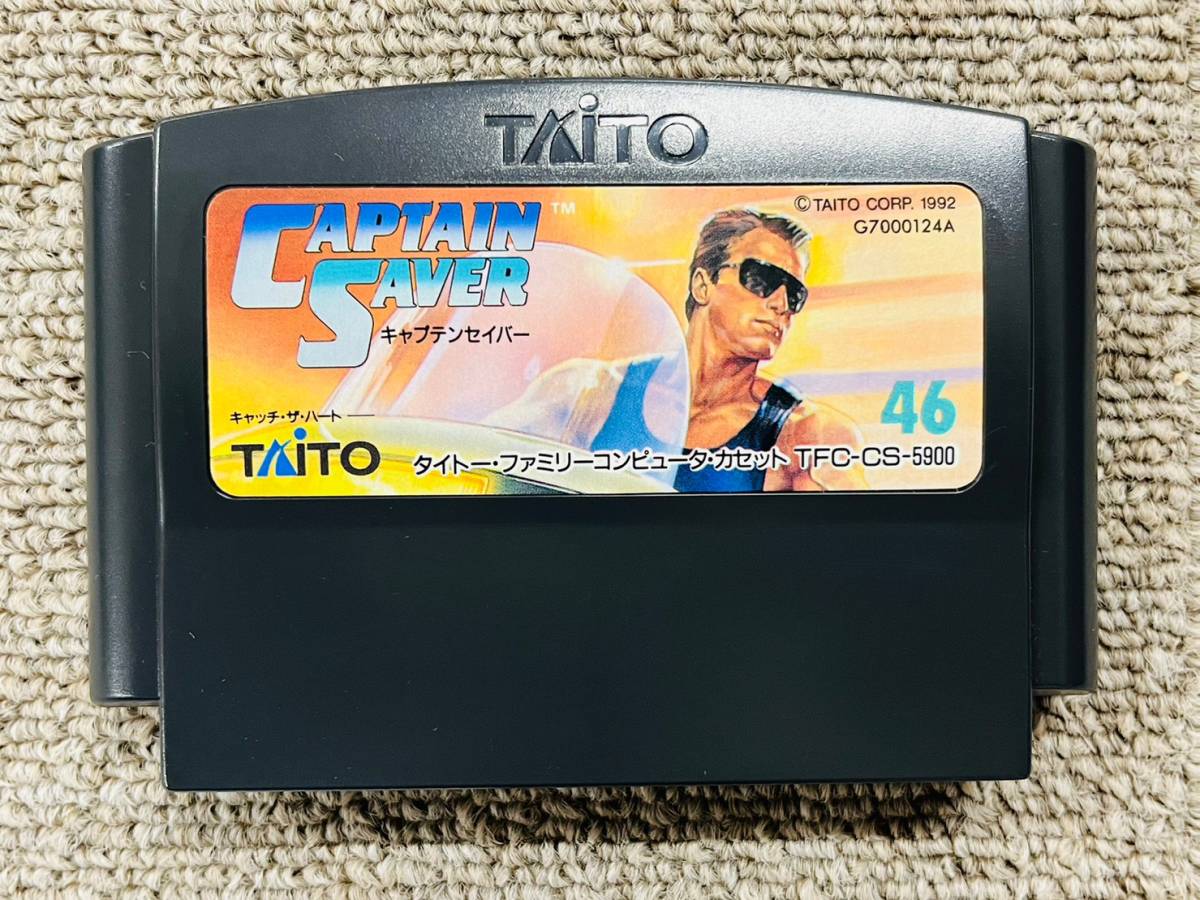 TAiTO
CAPTAIN SAVER™
キャプテンセイバー
©TAITO CORP. 1992
G7000124A
46
キャッチ・ザ・ハート
TAiTO
タイトー・ファミリーコンピュータ・カセット TFC-CS-5900